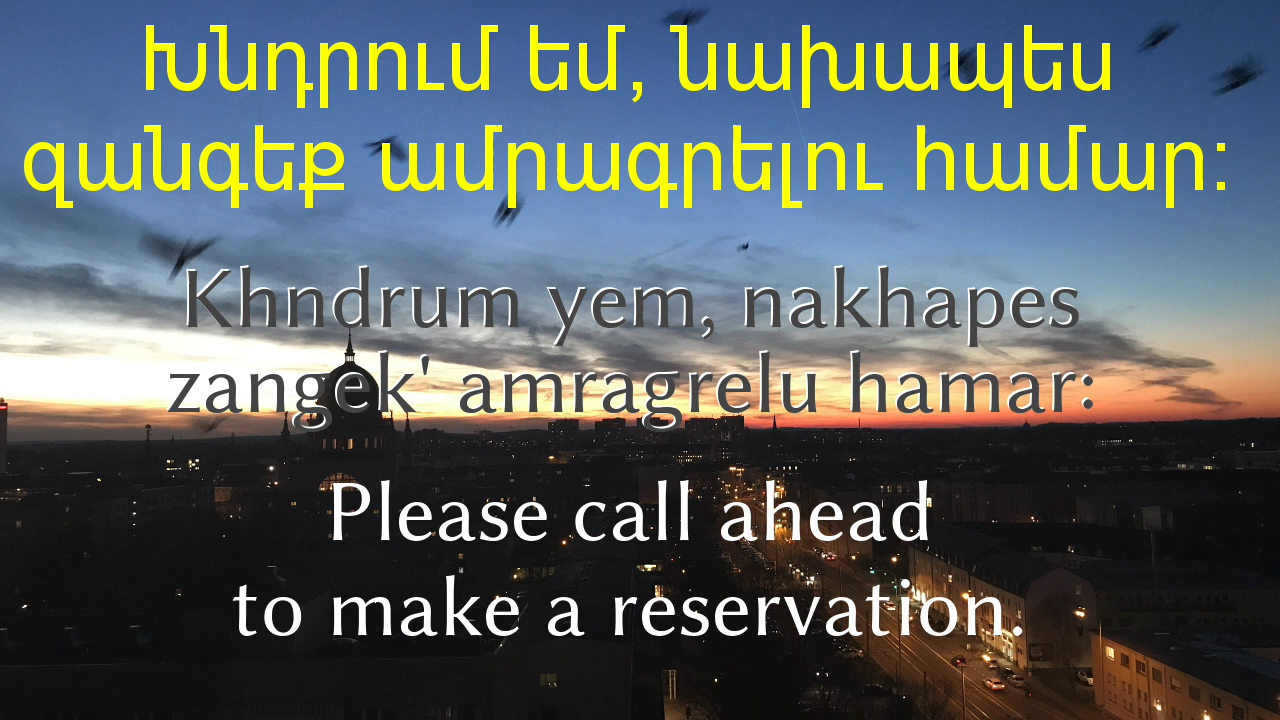 Խնդրում եմ, նախապես
զանգեք ամրագրելու համար:
Khndrum yem, nakhapes
zangek' amragrelu hamar:
Please call ahead
to make a reservation.